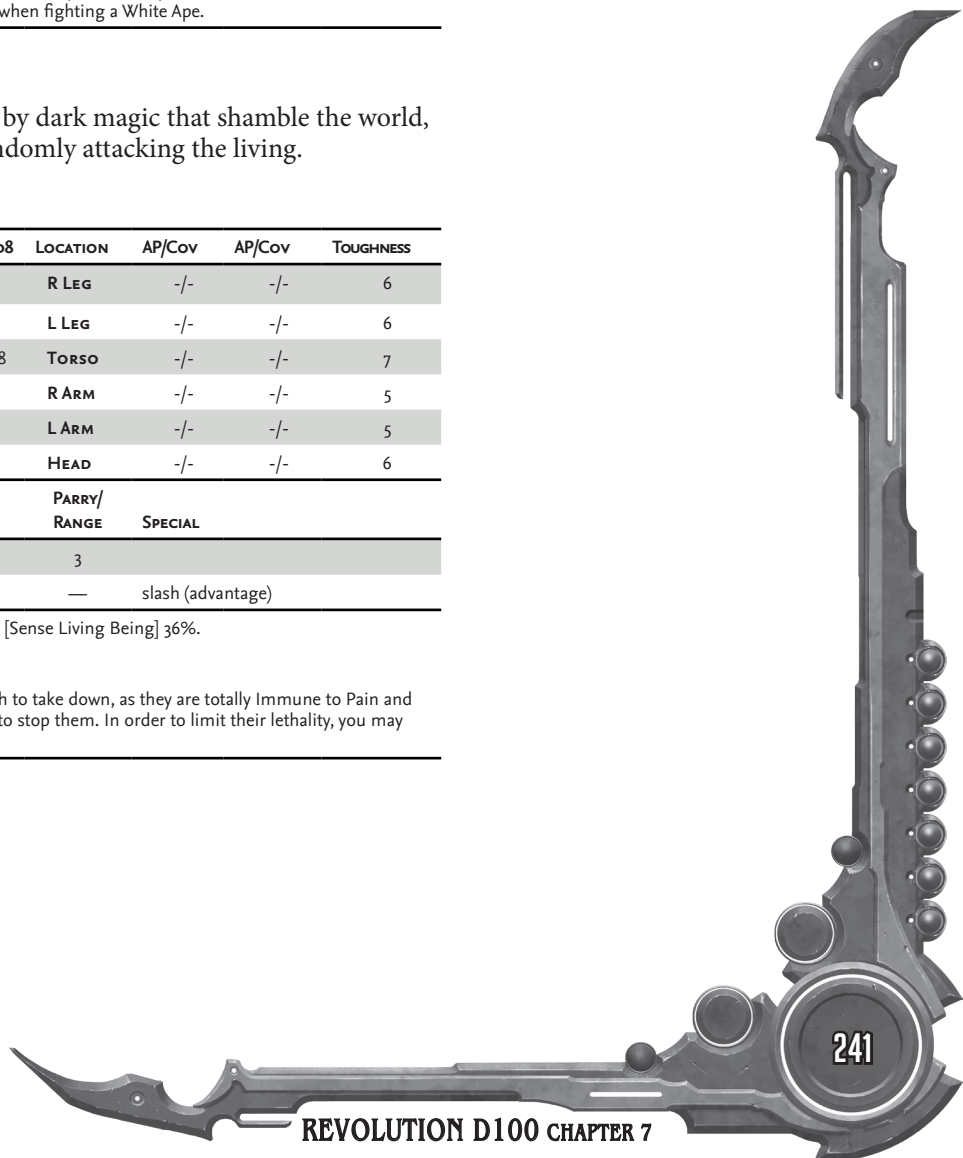 when fighting a White Ape.
by dark magic that shamble the world,
ndomly attacking the living.
08 Location AP/Cov AP/Cov Toughness
R Leg -/- -/- 6
L Leg -/- -/- 6
8 Torso -/- -/- 7
R Arm -/- -/- 5
L Arm -/- -/- 5
Head -/- -/- 6
Parry/
Range Special
3
— slash (advantage)
[Sense Living Being] 36%.
h to take down, as they are totally Immune to Pain and
to stop them. In order to limit their lethality, you may
241
REVOLUTION D100 CHAPTER 7